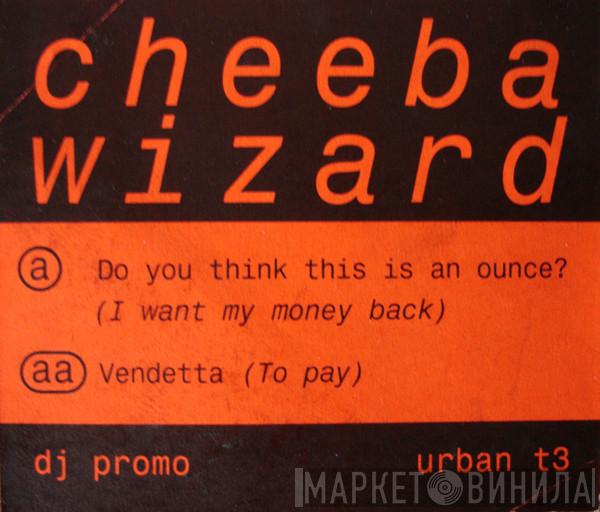 cheeba
wizard
a Do you think this is an ounce?
(I want my money back)
aa Vendetta (To pay)
dj promo urban t3
МАРКЕТ ВИНИЛА